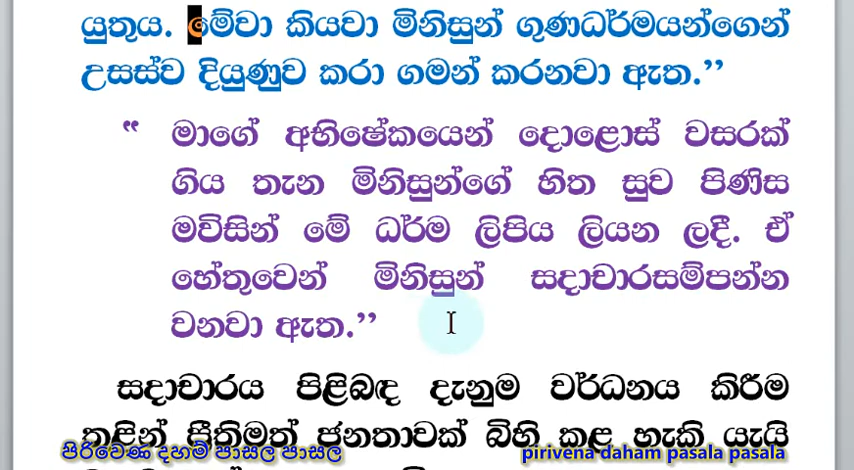 යුතුය. මේවා කියවා මිනිසුන් ගුණධර්මයන්ගෙන්
උසස්ව දියුණුව කරා ගමන් කරනවා ඇත.’’
‘‘ මාගේ අභිෂේකයෙන් දොළොස් වසරක්
ගිය තැන මිනිසුන්ගේ හිත සුව පිණිස
මවිසින් මේ ධර්ම ලිපිය ලියන ලදී. ඒ
හේතුවෙන් මිනිසුන් සදාචාරසම්පන්න
වනවා ඇත.’’
සදාචාරය පිළිබඳ දැනුම වර්ධනය කිරීම
තුළින් නීතිමත් ජනතාවක් බිහි කළ හැකි යැයි
පිරිවෙණ දහම් පාසල පාසල
pirivena daham pasala pasala